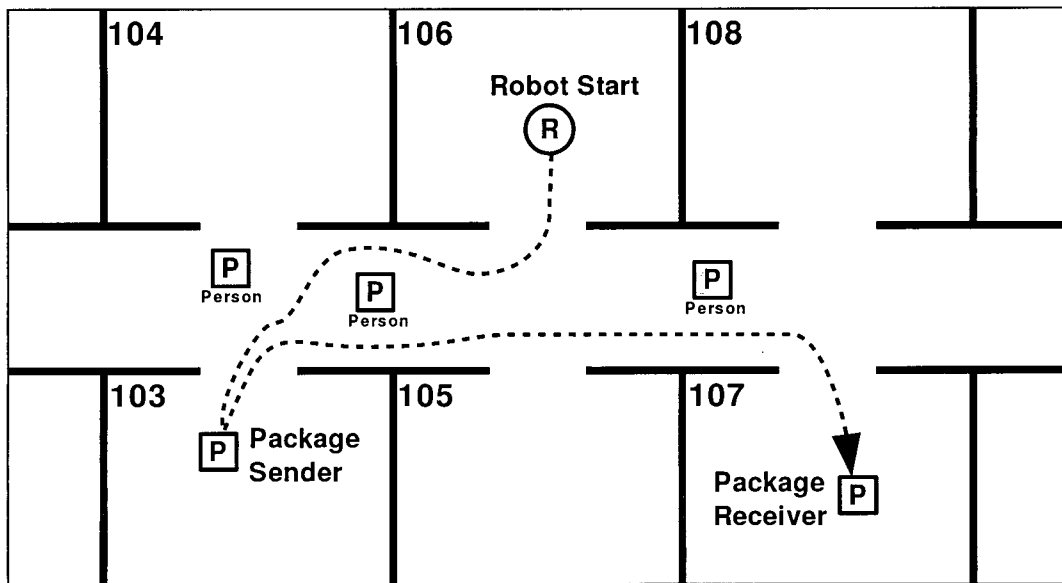 104
106
108
Robot Start
R
P
Person
P
Person
P
Person
103
105
107
P
Package
Sender
Package
Receiver
P